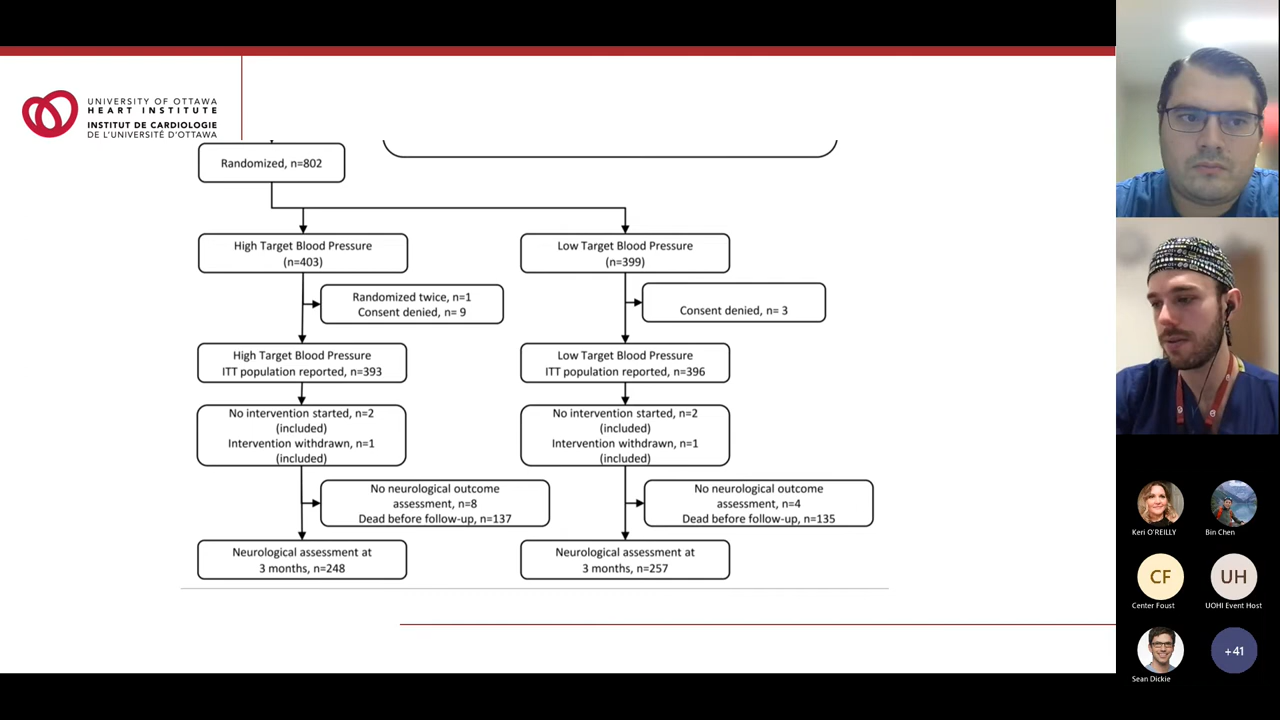 UNIVERSITY OF OTTAWA
HEART INSTITUTE
INSTITUT DE CARDIOLOGIE
DE L'UNIVERSITÉ D'OTTAWA
Randomized, n=802
High Target Blood Pressure
(n=403)
Low Target Blood Pressure
(n=399)
Randomized twice, n=1
Consent denied, n= 9
Consent denied, n= 3
High Target Blood Pressure
ITT population reported, n=393
Low Target Blood Pressure
ITT population reported, n=396
No intervention started, n=2
(included)
Intervention withdrawn, n=1
(included)
No intervention started, n=2
(included)
Intervention withdrawn, n=1
(included)
No neurological outcome
assessment, n=8
Dead before follow-up, n=137
No neurological outcome
assessment, n=4
Dead before follow-up, n=135
Neurological assessment at
3 months, n=248
Neurological assessment at
3 months, n=257
Keri O'REILLY
Bin Chen
CF
UH
Center Foust
UOHI Event Host
Sean Dickie
+41